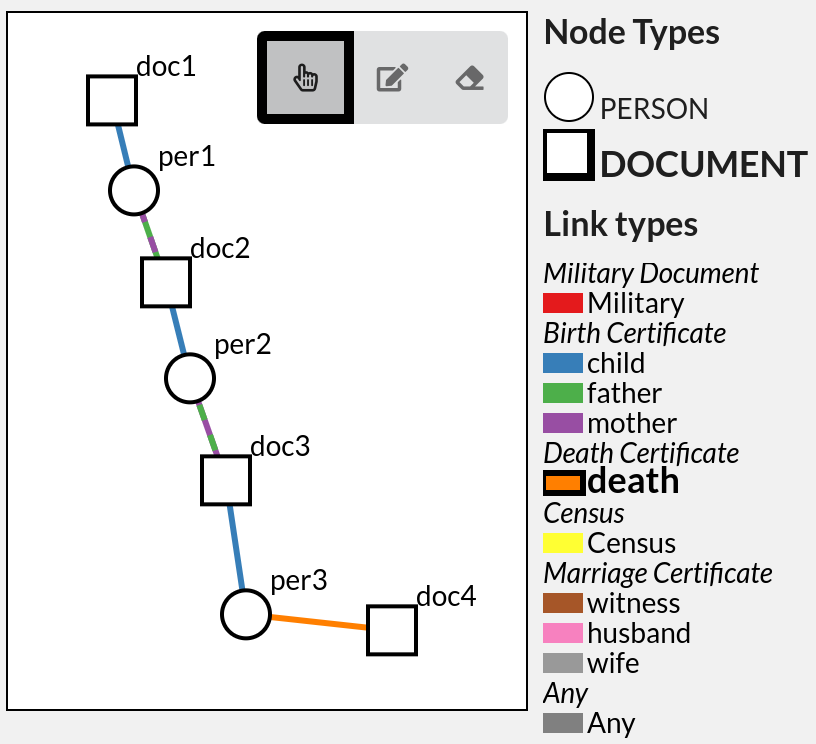 doc1
per1
doc2
per2
doc3
per3
doc4
Node Types
PERSON
DOCUMENT
Link types
Military Document
Military
Birth Certificate
child
father
mother
Death Certificate
death
Census
Census
Marriage Certificate
witness
husband
wife
Any
Any